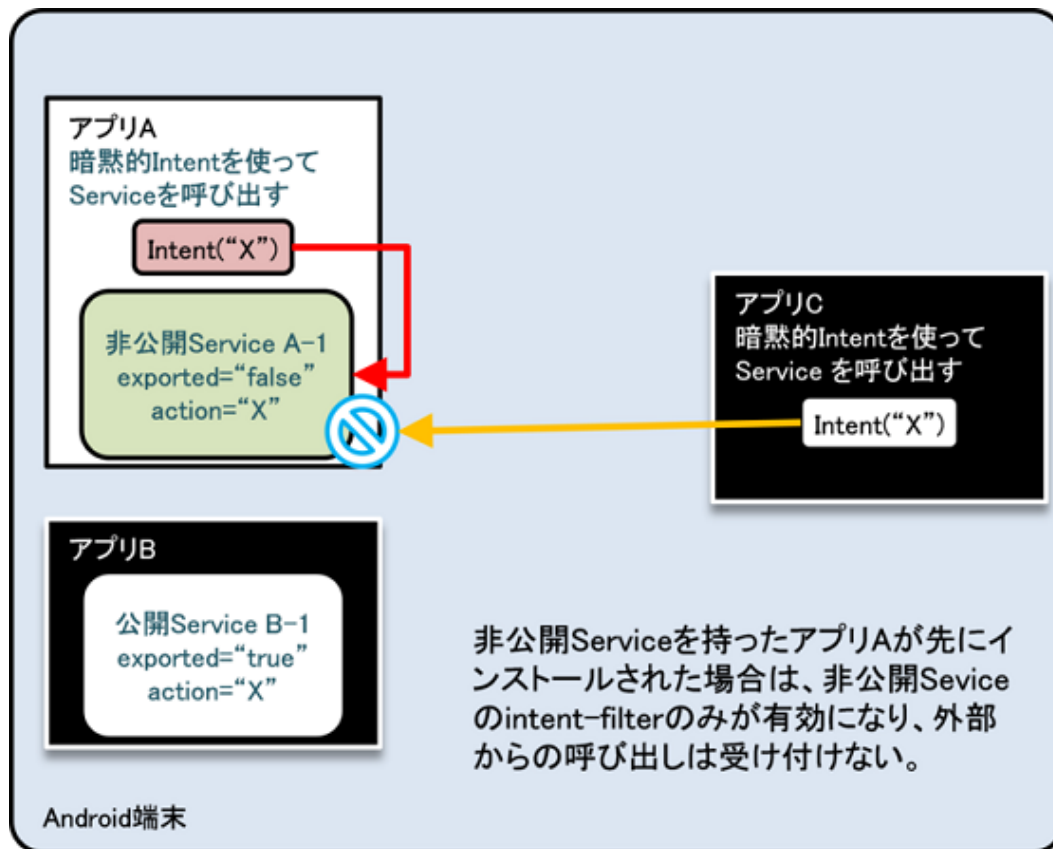 アプリA
暗黙的Intentを使って
Serviceを呼び出す
Intent(“X”)
非公開Service A-1
exported=“false”
action=“X”
アプリC
暗黙的Intentを使って
Service を呼び出す
Intent(“X”)
アプリB
公開Service B-1
exported=“true”
action=“X”
非公開Serviceを持ったアプリAが先にイ
ンストールされた場合は、非公開Sevice
のintent-filterのみが有効になり、外部
からの呼び出しは受け付けない。
Android端末